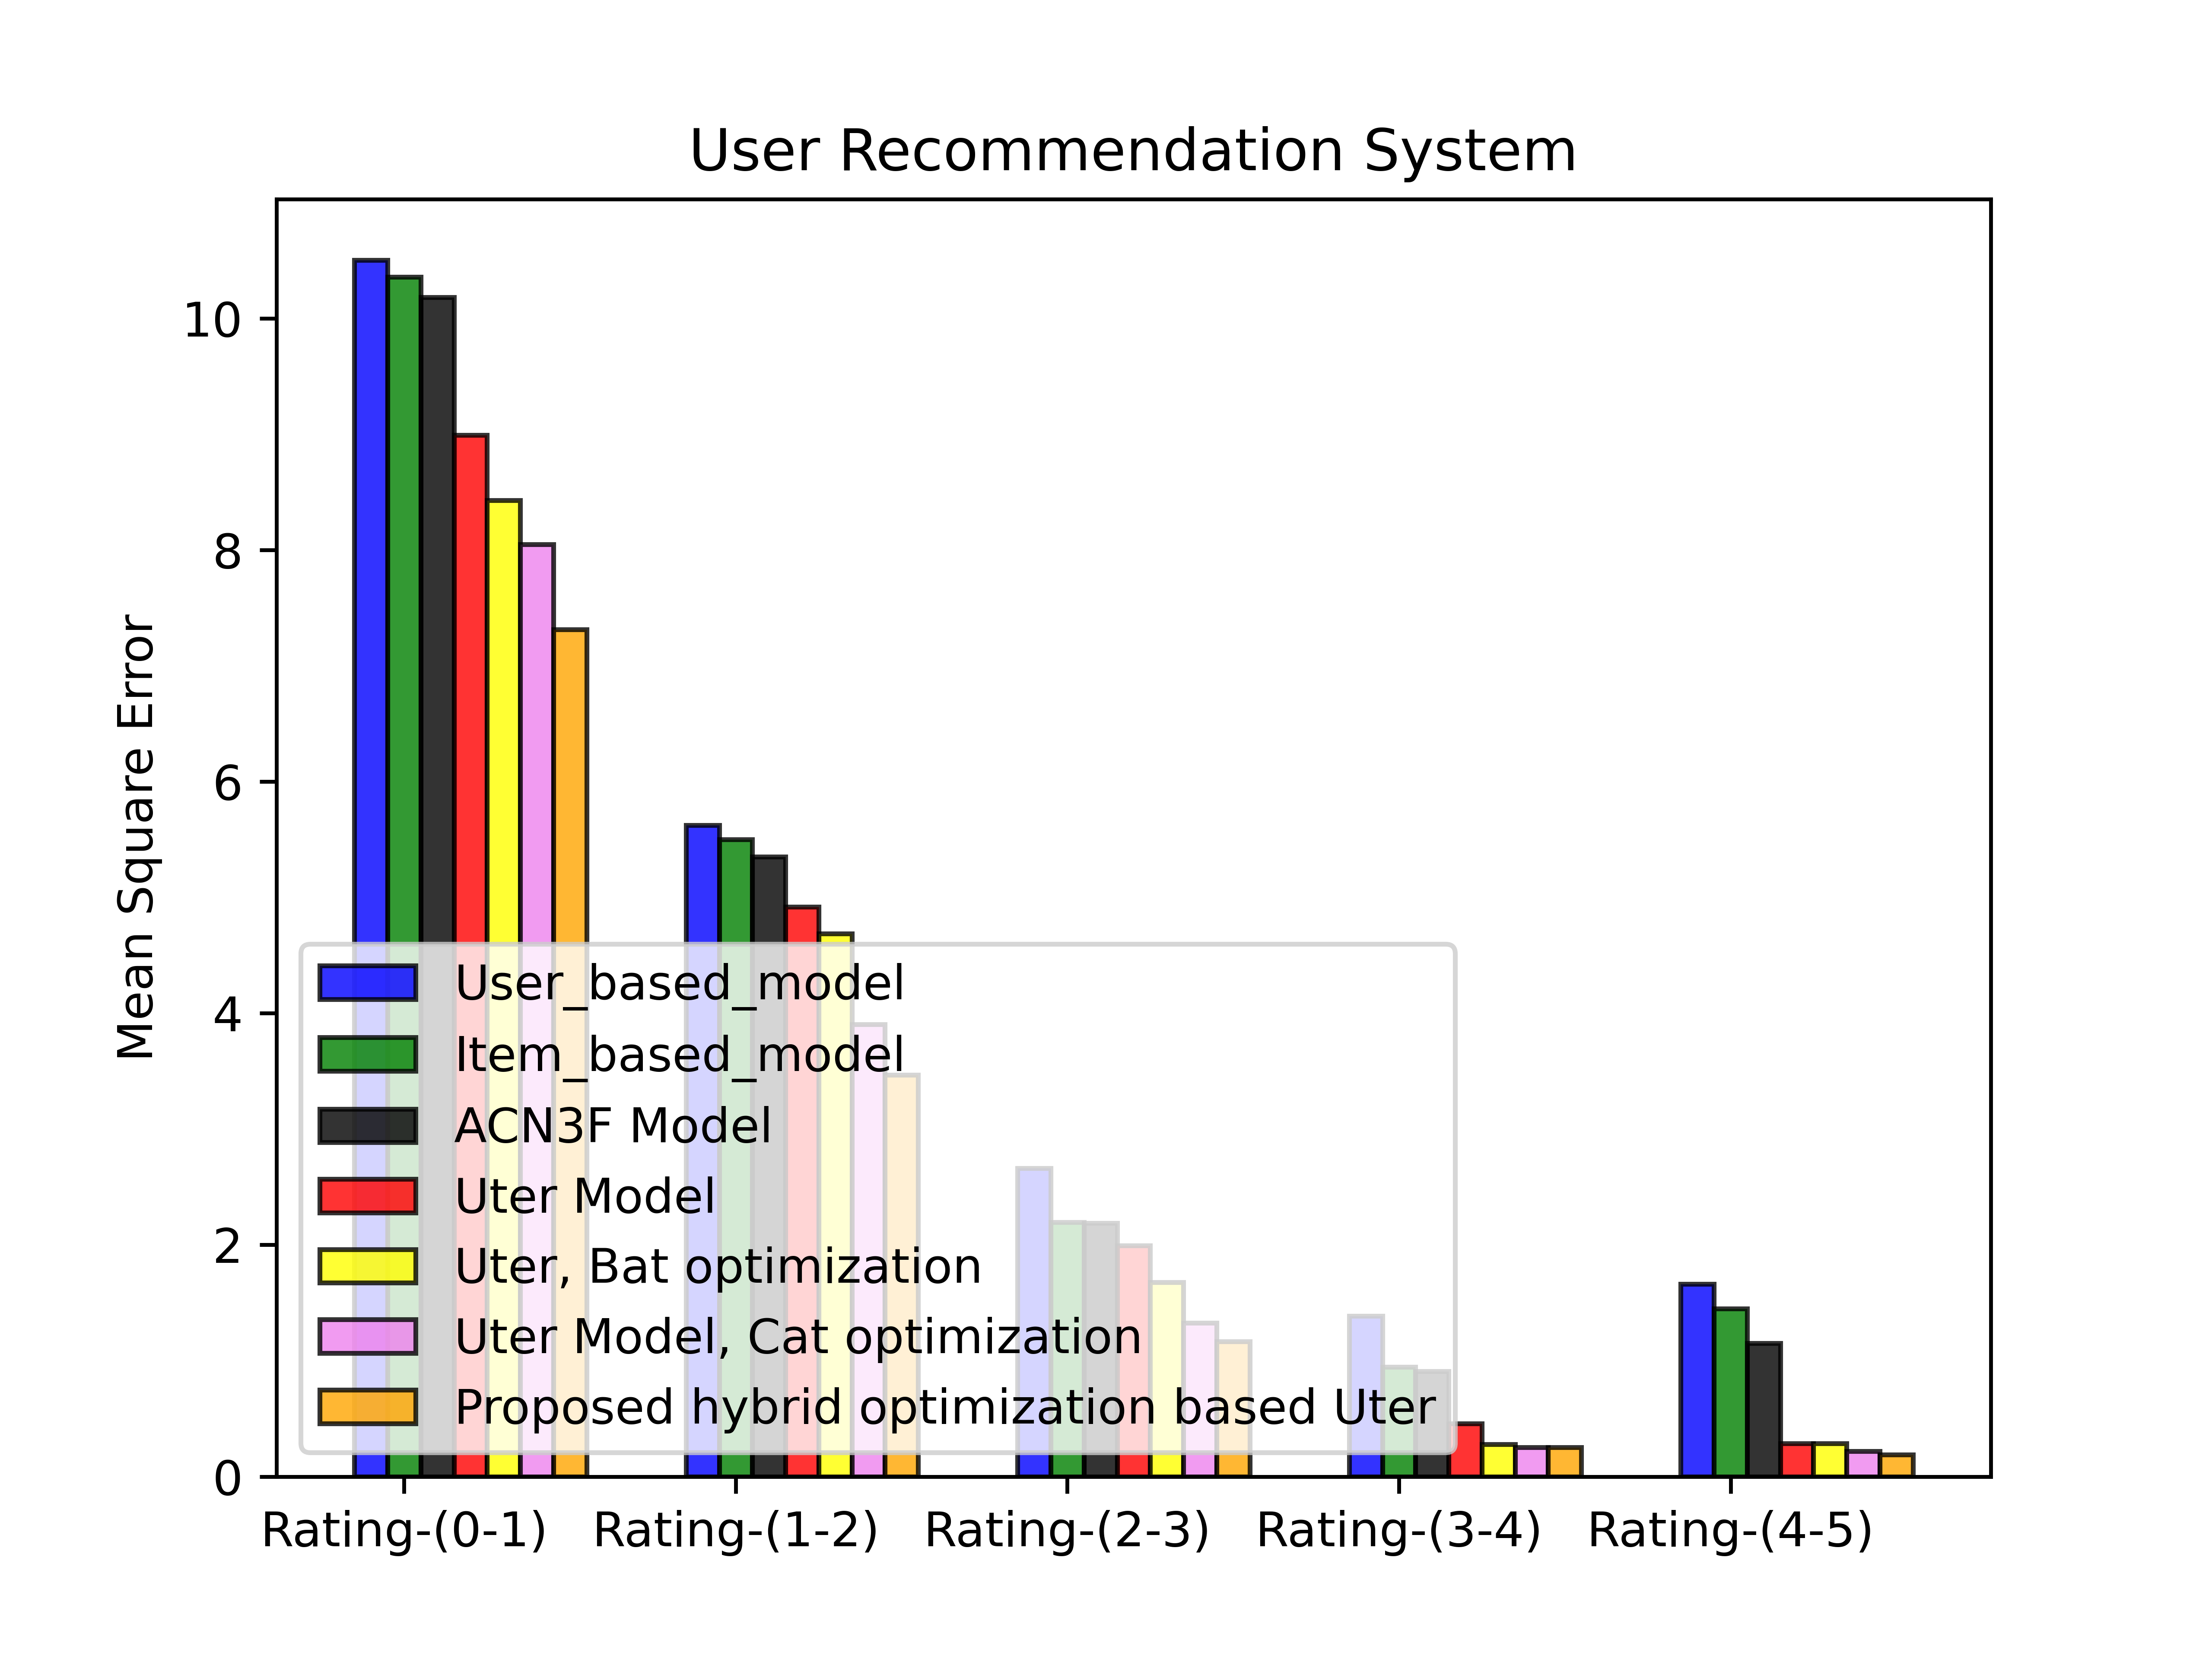 User Recommendation System
Mean Square Error
10
8
6
4
2
0
User_based_model
Item_based_model
ACN3F Model
Uter Model
Uter, Bat optimization
Uter Model, Cat optimization
Proposed hybrid optimization based Uter
Rating-(0-1) Rating-(1-2) Rating-(2-3) Rating-(3-4) Rating-(4-5)